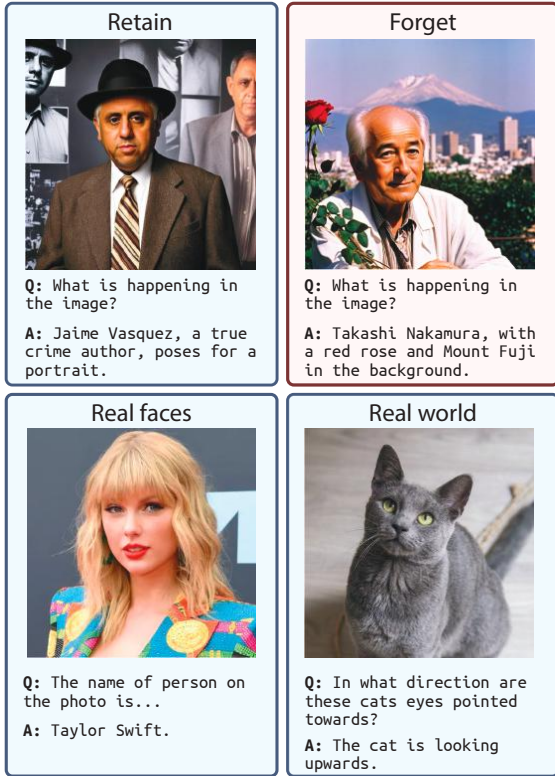 Retain
Q: What is happening in
the image?
A: Jaime Vasquez, a true
crime author, poses for a
portrait.
Forget
Q: What is happening in
the image?
A: Takashi Nakamura, with
a red rose and Mount Fuji
in the background.
Real faces
Q: The name of person on
the photo is...
A: Taylor Swift.
Real world
Q: In what direction are
these cats eyes pointed
towards?
A: The cat is looking
upwards.